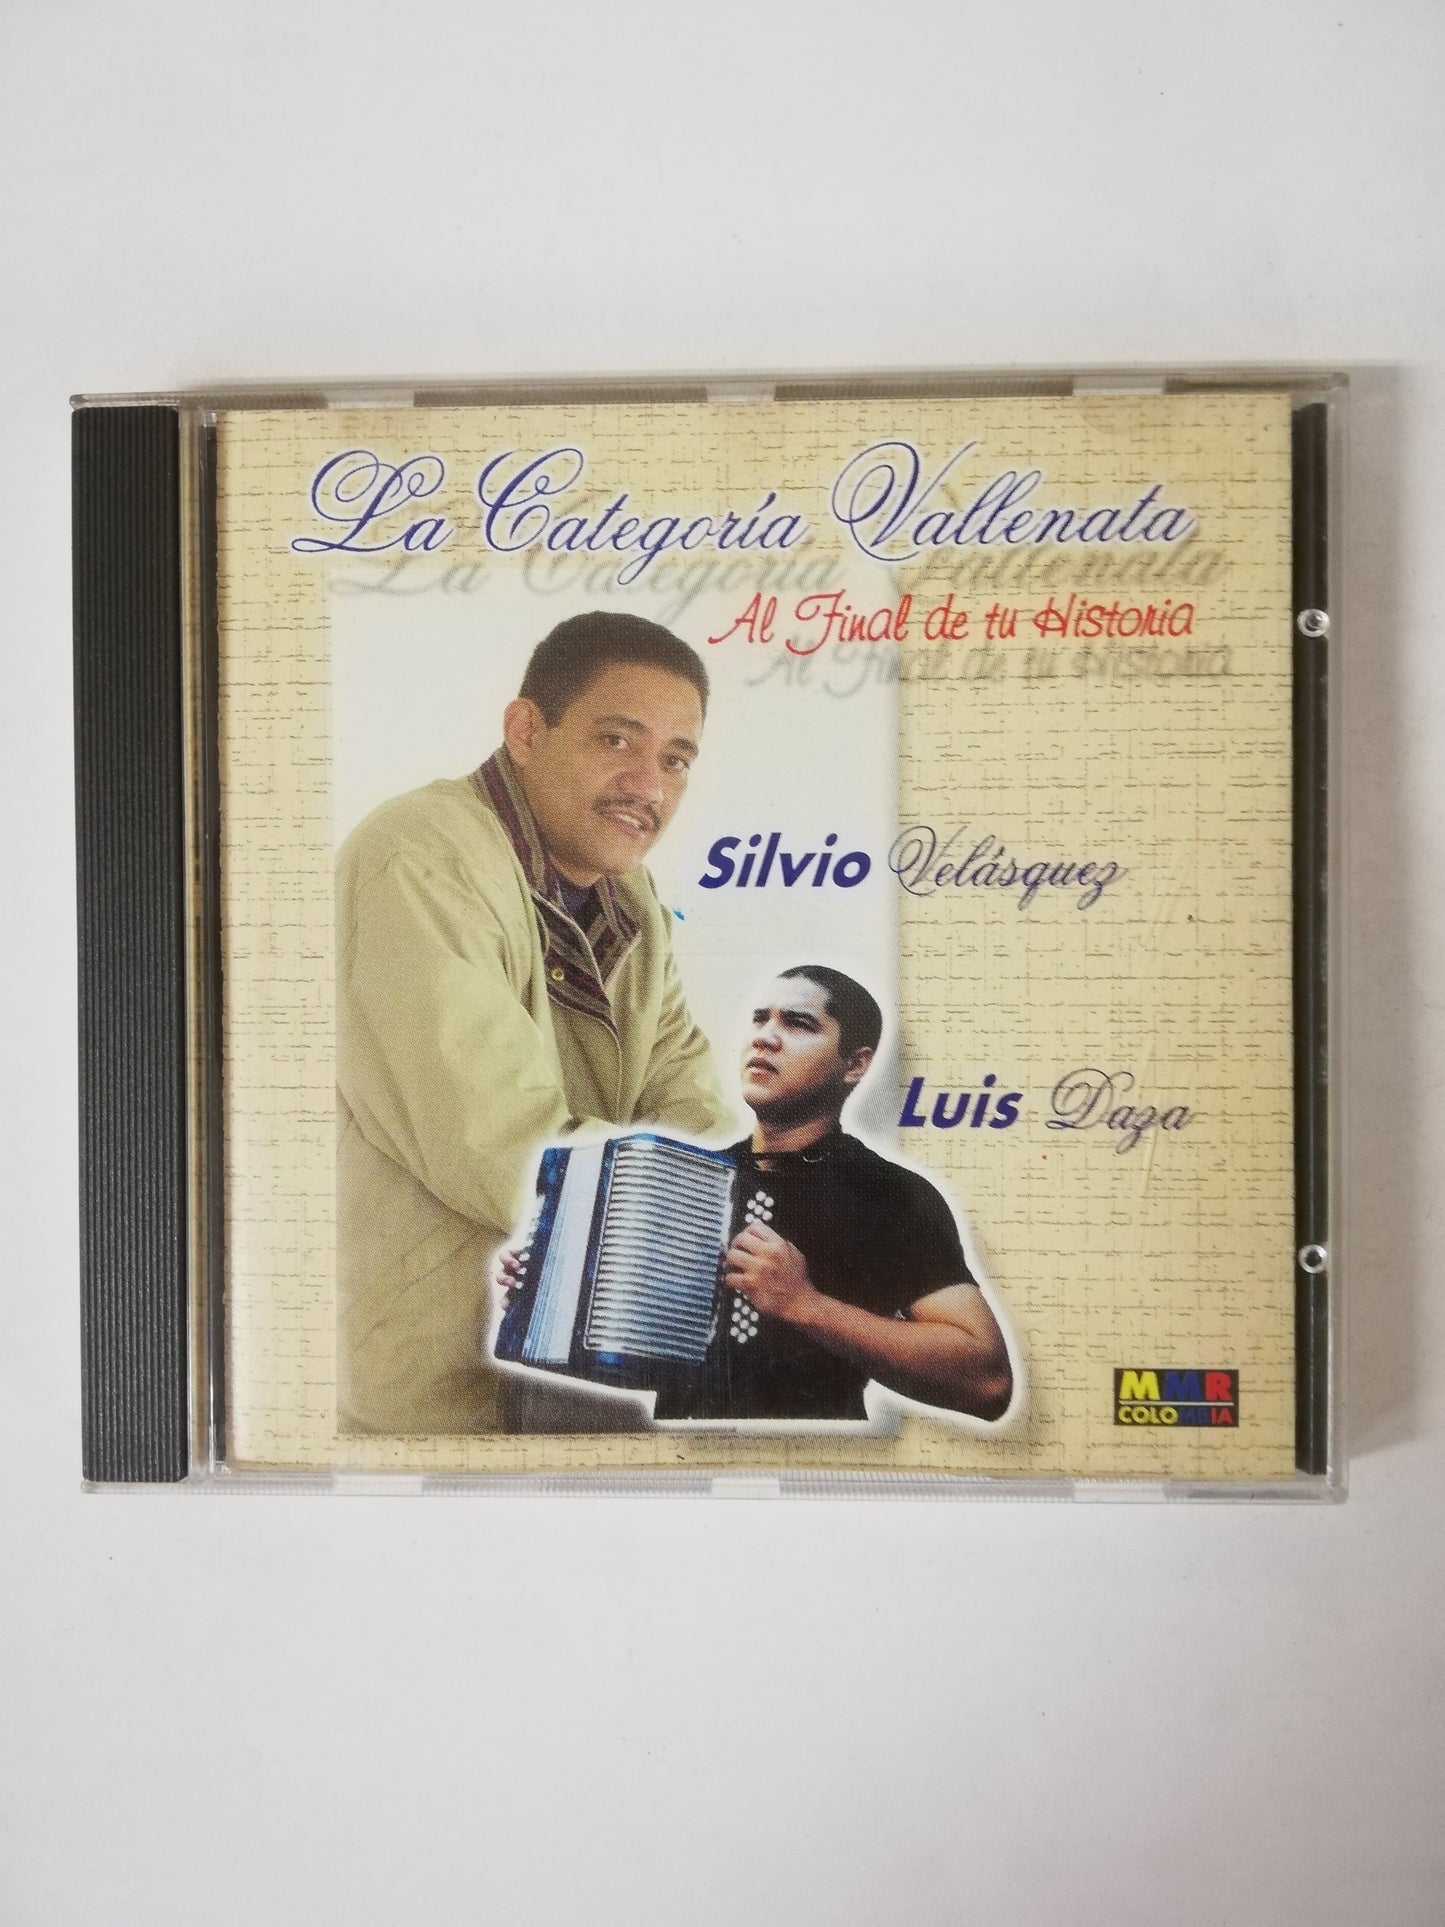 La Categoría Vallenata
Al Final de tu Historia
Silvio Velásquez
Luis Daza
MMR
COLOMBIA